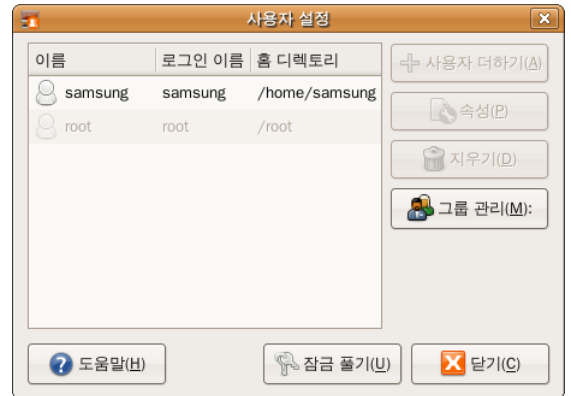 사용자 설정
이름 로그인 이름 홈 디렉토리
samsung samsung /home/samsung
root root /root
사용자 더하기(A)
속성(P)
지우기(D)
그룹 관리(M):
도움말(H) 잠금 풀기(U) 닫기(C)